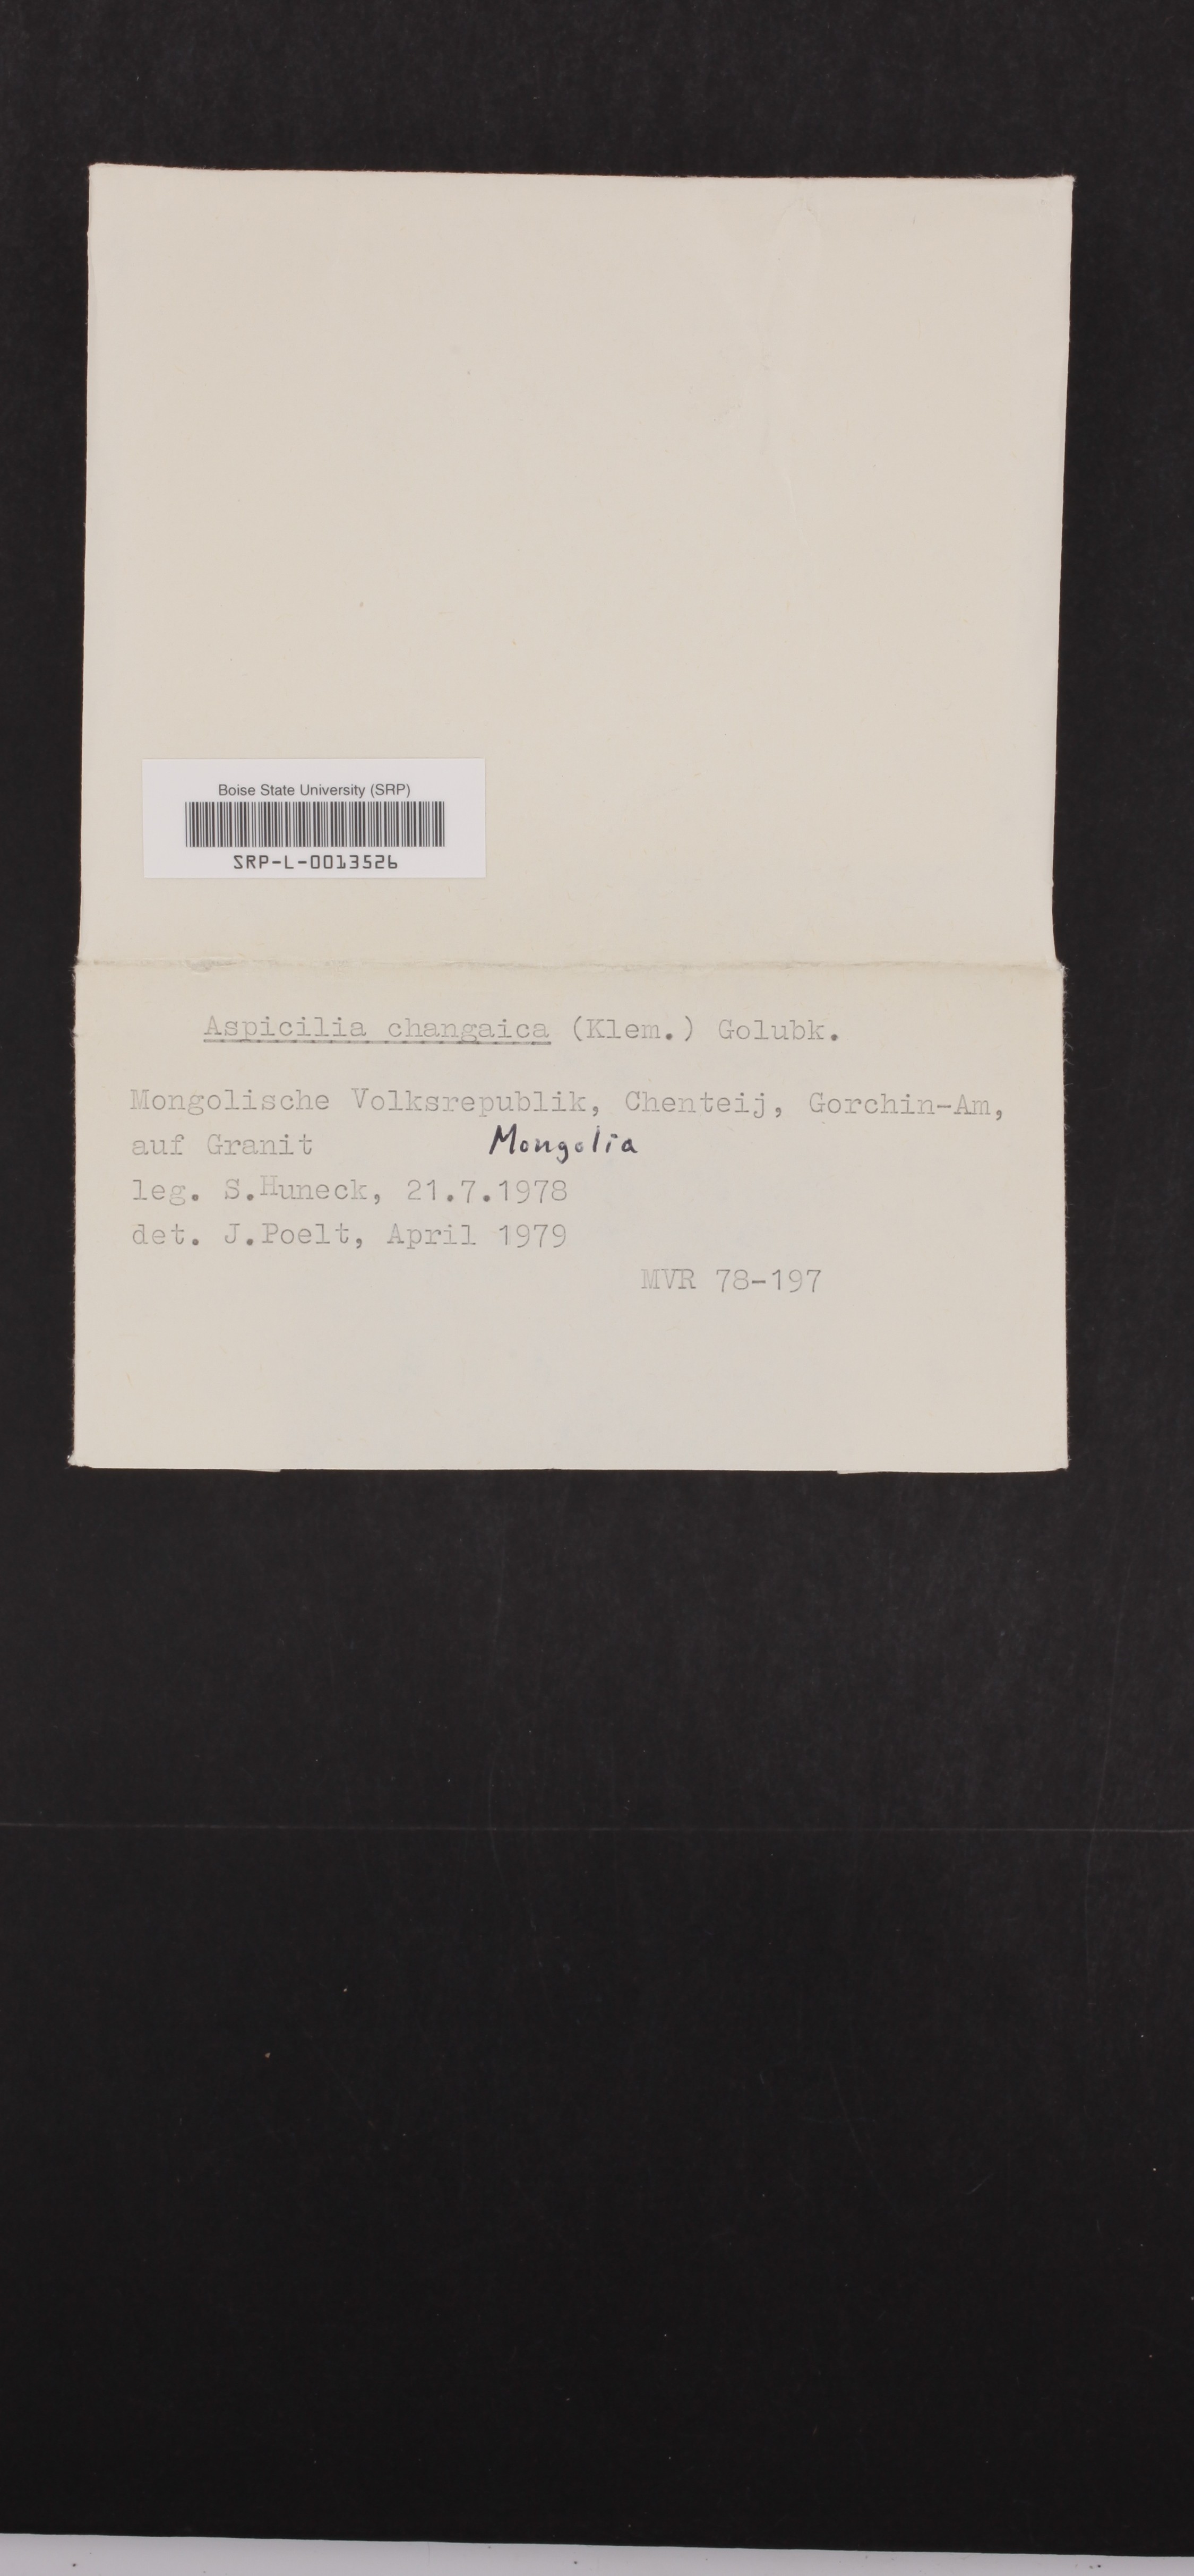 Boise State University (SRP)
SRP-L-0013526
Aspicilia changaica (Klem.) Golubk.
Mongolische Volksrepublik, Chenteij, Gorchin-Am,
auf Granit Mongolia
leg. S.Huneck, 21.7.1978
det. J.Poelt, April 1979
MVR 78-197